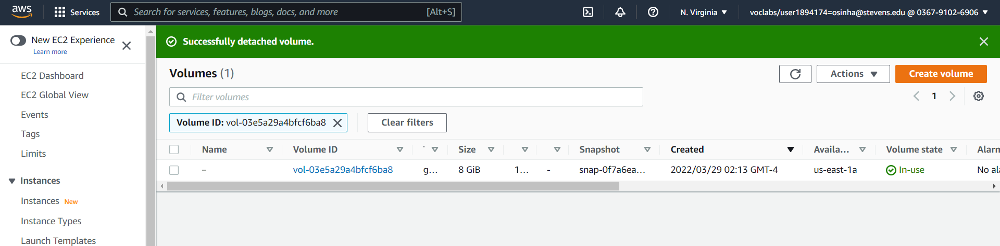 aws
Services
Search for services, features, blogs, docs, and more [Alt+S]
N. Virginia
voclabs/user1894174=osinha@stevens.edu @ 0367-9102-6906
New EC2 Experience
Learn more
EC2 Dashboard
EC2 Global View
Events
Tags
Limits
Instances
Instances New
Instance Types
Launch Templates
Successfully detached volume.
Volumes (1)
Actions
Create volume
Filter volumes
1
Volume ID: vol-03e5a29a4bfcf6ba8
Clear filters
Name Volume ID Size Snapshot Created Availa... Volume state Alarm
– vol-03e5a29a4bfcf6ba8 g... 8 GiB 1... - snap-0f7a6ea... 2022/03/29 02:13 GMT-4 us-east-1a In-use No ala